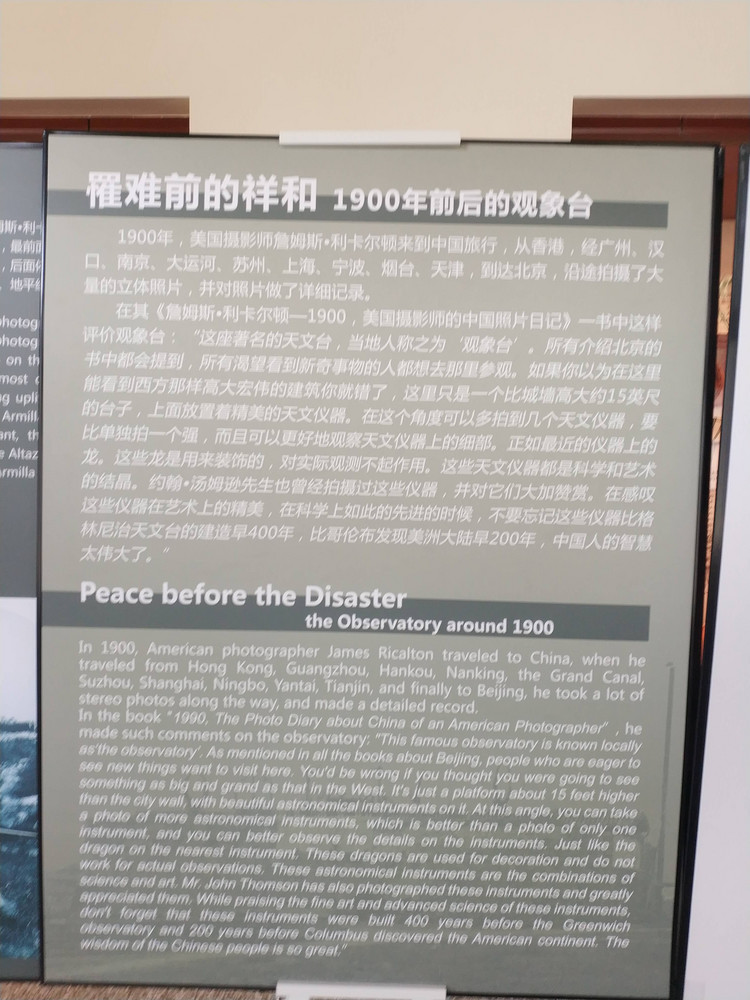 罹难前的祥和 1900年前后的观象台
1900年，美国摄影师詹姆斯•利卡尔顿来到中国旅行，从香港，经广州、汉
口、南京、大运河、苏州、上海、宁波、烟台、天津，到达北京，沿途拍摄了大
量的立体照片，并对照片做了详细记录。
在其《詹姆斯•利卡尔顿—1900，美国摄影师的中国照片日记》一书中这样
评价观象台：“这座著名的天文台，当地人称之为‘观象台’。所有介绍北京的
书中都会提到，所有渴望看到新奇事物的人都想去那里参观。如果你以为在这里
能看到西方那样高大宏伟的建筑你就错了，这里只是一个比城墙高大约15英尺
的台子，上面放置着精美的天文仪器。在这个角度可以多拍到几个天文仪器，要
比单独拍一个强，而且可以更好地观察天文仪器上的细部。正如最近的仪器上的
龙。这些龙是用来装饰的，对实际观测不起作用。这些天文仪器都是科学和艺术
的结晶。约翰•汤姆逊先生也曾经拍摄过这些仪器，并对它们大加赞赏。在感叹
这些仪器在艺术上的精美，在科学上如此的先进的时候，不要忘记这些仪器比格
林尼治天文台的建造早400年，比哥伦布发现美洲大陆早200年，中国人的智慧
太伟大了。”
Peace before the Disaster
the Observatory around 1900
In 1900, American photographer James Ricalton traveled to China, when he
traveled from Hong Kong, Guangzhou, Hankou, Nanking, the Grand Canal,
Suzhou, Shanghai, Ningbo, Yantai, Tianjin, and finally to Beijing, he took a lot of
stereo photos along the way, and made a detailed record.
In the book "1990, The Photo Diary about China of an American Photographer" , he
made such comments on the observatory: "This famous observatory is known locally
as'the observatory'. As mentioned in all the books about Beijing, people who are eager to
see new things want to visit here. You'd be wrong if you thought you were going to see
something as big and grand as that in the West. It's just a platform about 15 feet higher
than the city wall, with beautiful astronomical instruments on it. At this angle, you can take
a photo of more astronomical instruments, which is better than a photo of only one
instrument, and you can better observe the details on the instruments. Just like the
dragon on the nearest instrument. These dragons are used for decoration and do not
work for actual observations. These astronomical instruments are the combinations of
science and art. Mr. John Thomson has also photographed these instruments and greatly
appreciated them. While praising the fine art and advanced science of these instruments,
don't forget that these instruments were built 400 years before the Greenwich
observatory and 200 years before Columbus discovered the American continent. The
wisdom of the Chinese people is so great."